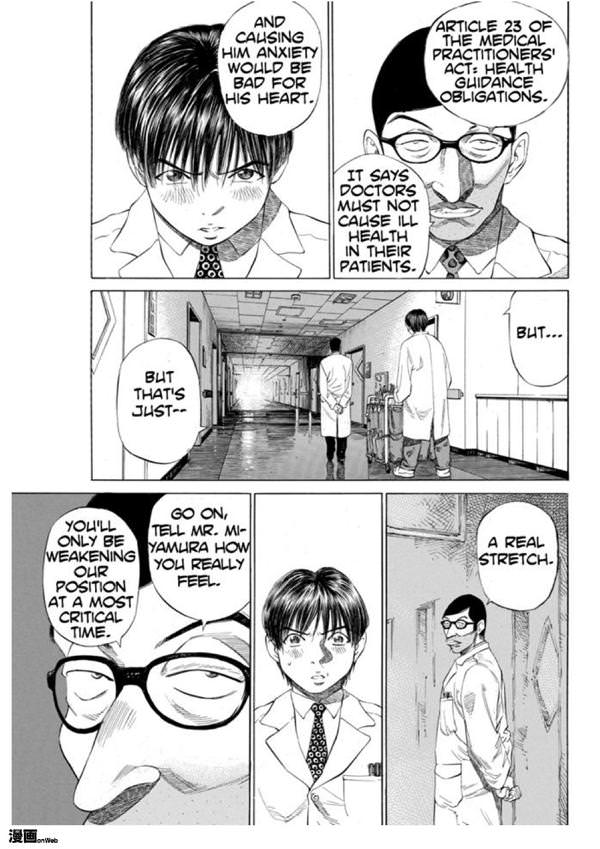 ARTICLE 23 OF
THE MEDICAL
PRACTITIONERS'
ACT: HEALTH
GUIDANCE
OBLIGATIONS.
IT SAYS
DOCTORS
MUST NOT
CAUSE ILL
HEALTH
IN THEIR
PATIENTS.
AND
CAUSING
HIM ANXIETY
WOULD BE
BAD FOR
HIS HEART.
BUT...
BUT
THAT'S
JUST--
A REAL
STRETCH.
GO ON,
TELL MR. MI-
YAMURA HOW
YOU REALLY
FEEL.
YOU'LL
ONLY BE
WEAKENING
OUR
POSITION
AT A MOST
CRITICAL
TIME.
漫画onWeb